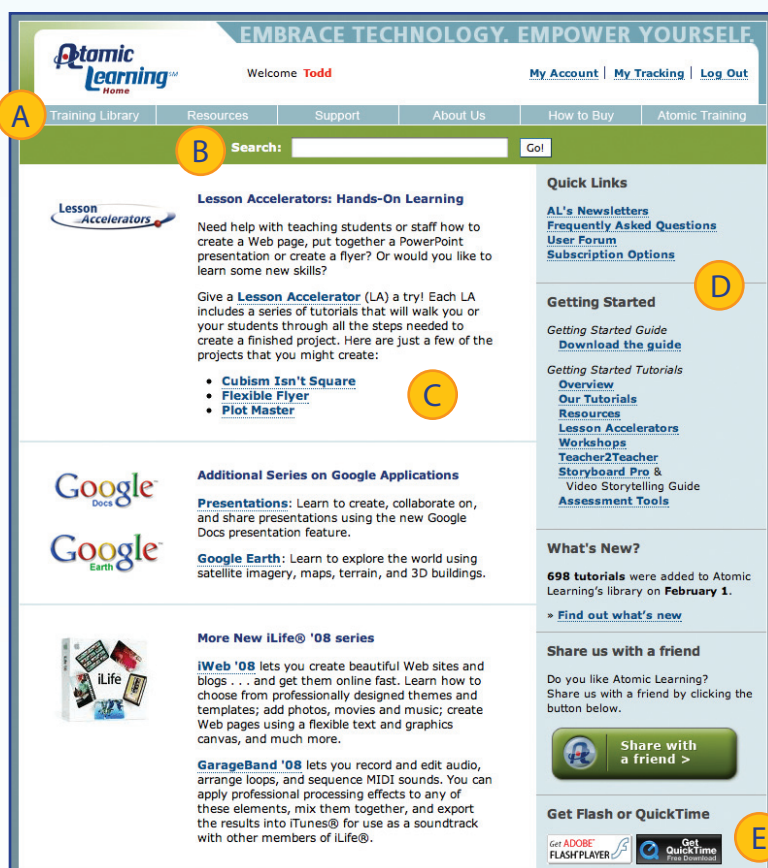 EMBRACE TECHNOLOGY. EMPOWER YOURSELF.
Atomic
Learning SM
Home
Welcome Todd
My Account | My Tracking | Log Out
A
Training Library | Resources | Support | About Us | How to Buy | Atomic Training
B
Search: Go!
Lesson
Accelerators
Lesson Accelerators: Hands-On Learning
Need help with teaching students or staff how to
create a Web page, put together a PowerPoint
presentation or create a flyer? Or would you like to
learn some new skills?
Give a Lesson Accelerator (LA) a try! Each LA
includes a series of tutorials that will walk you or
your students through all the steps needed to
create a finished project. Here are just a few of the
projects that you might create:
• Cubism Isn't Square
• Flexible Flyer
• Plot Master
C
Google
Docs
Google
Earth
Additional Series on Google Applications
Presentations: Learn to create, collaborate on,
and share presentations using the new Google
Docs presentation feature.
Google Earth: Learn to explore the world using
satellite imagery, maps, terrain, and 3D buildings.
iLife
More New iLife® '08 series
iWeb '08 lets you create beautiful Web sites and
blogs . . . and get them online fast. Learn how to
choose from professionally designed themes and
templates; add photos, movies and music; create
Web pages using a flexible text and graphics
canvas, and much more.
GarageBand '08 lets you record and edit audio,
arrange loops, and sequence MIDI sounds. You can
apply professional processing effects to any of
these elements, mix them together, and export
the results into iTunes® for use as a soundtrack
with other members of iLife®.
Quick Links
AL's Newsletters
Frequently Asked Questions
User Forum
Subscription Options
D
Getting Started
Getting Started Guide
Download the guide
Getting Started Tutorials
Overview
Our Tutorials
Resources
Lesson Accelerators
Workshops
Teacher2Teacher
Storyboard Pro &
Video Storytelling Guide
Assessment Tools
What's New?
698 tutorials were added to Atomic
Learning's library on February 1.
» Find out what's new
Share us with a friend
Do you like Atomic Learning?
Share us with a friend by clicking the
button below.
Share with
a friend >
Get Flash or QuickTime
E
Get ADOBE®
FLASH® PLAYER
Get
QuickTime
Free Download